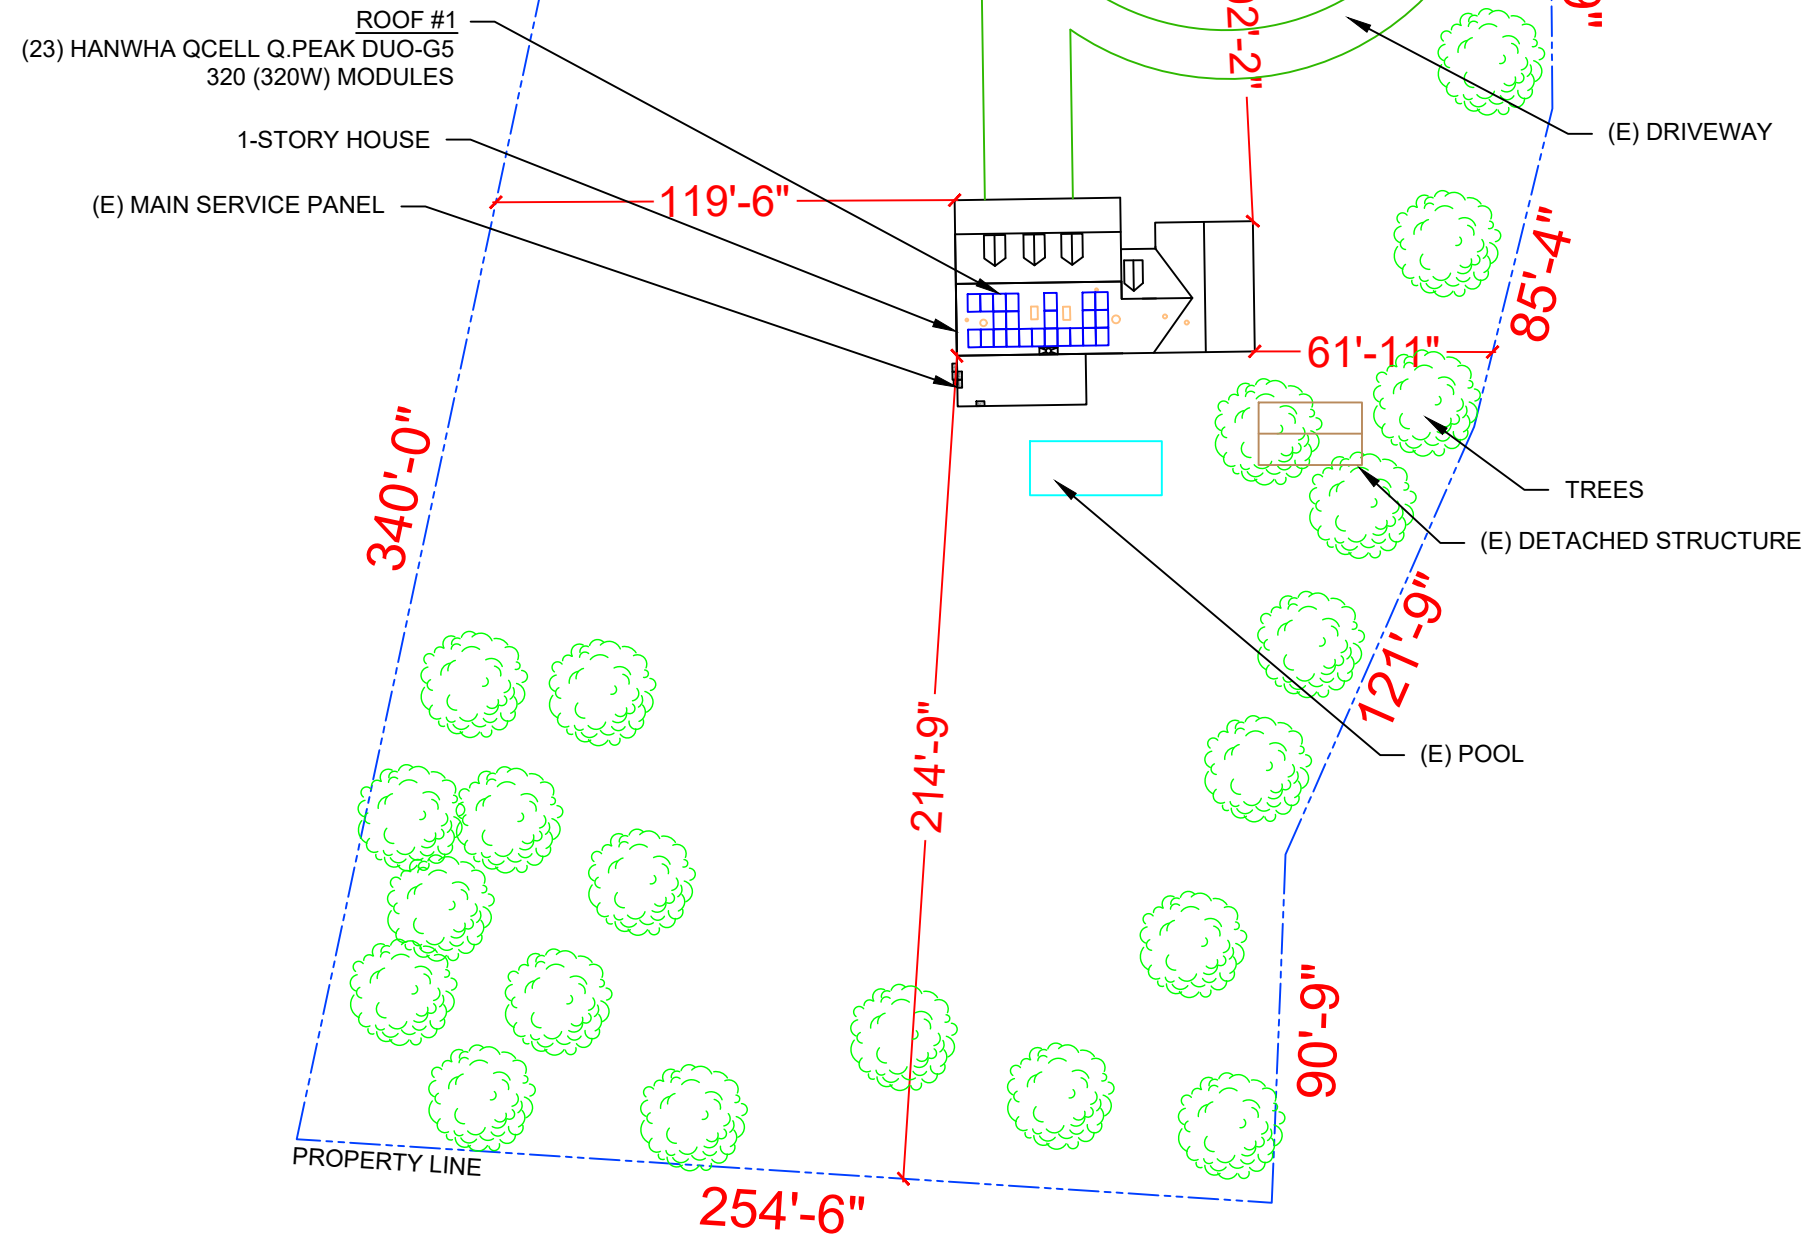 ROOF #1
(23) HANWHA QCELL Q.PEAK DUO-G5
320 (320W) MODULES
1-STORY HOUSE
(E) MAIN SERVICE PANEL
(E) DRIVEWAY
119'-6"
85'-4"
61'-11"
340'-0"
TREES
(E) DETACHED STRUCTURE
121'-9"
214'-9"
(E) POOL
90'-9"
PROPERTY LINE
254'-6"